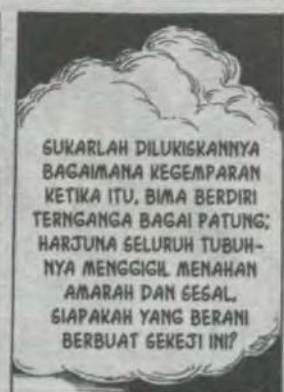 SUKARLAH DILUKISKANNYA
BAGAIMANA KEGEMPARAN
KETIKA ITU, BIMA BERDIRI
TERNGANGA BAGAI PATUNG;
HARJUNA SELURUH TUBUH-
NYA MENGGIGIL MENAHAN
AMARAH DAN SESAL.
SIAPAKAH YANG BERANI
BERBUAT SEKEJI INI?